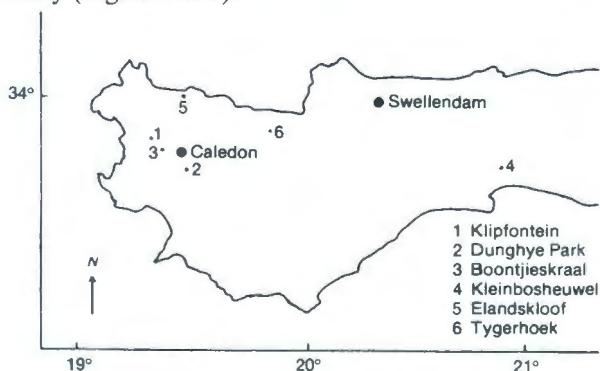 34°
Swellendam
5
6
1
3
Caledon
2
4
1 Klipfontein
2 Dunghye Park
3 Boontjieskraal
4 Kleinbosheuwel
5 Elandskloof
6 Tygerhoek
N
19°
20°
21°